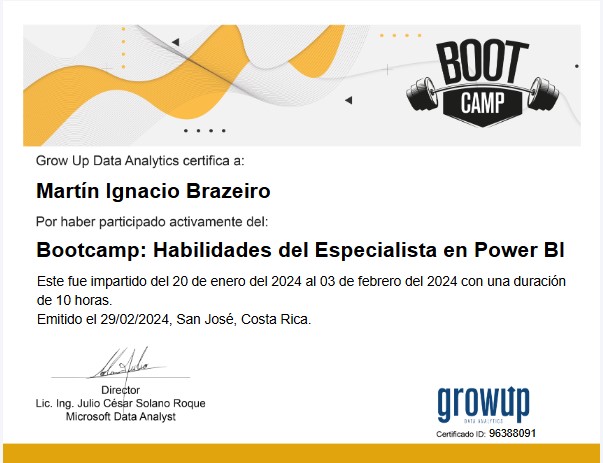 BOOT
CAMP
Grow Up Data Analytics certifica a:
Martín Ignacio Brazeiro
Por haber participado activamente del:
Bootcamp: Habilidades del Especialista en Power BI
Este fue impartido del 20 de enero del 2024 al 03 de febrero del 2024 con una duración
de 10 horas.
Emitido el 29/02/2024, San José, Costa Rica.
Director
Lic. Ing. Julio César Solano Roque
Microsoft Data Analyst
growup
DATA ANALYTICS
Certificado ID: 96388091